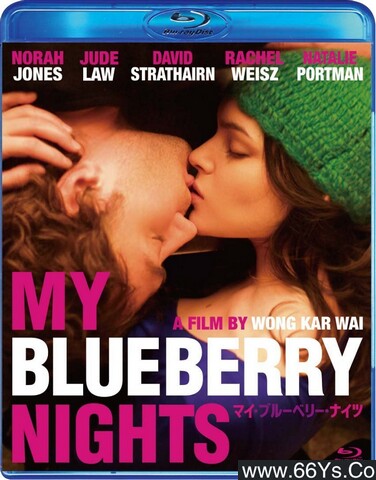 Blu-ray Disc
NORAH JUDE DAVID RACHEL NATALIE
JONES LAW STRATHAIRN WEISZ PORTMAN
MY
A FILM BY WONG KAR WAI
BLUEBERRY
NIGHTS
マイ・ブルーベリー・ナイツ
www.66Ys.Co